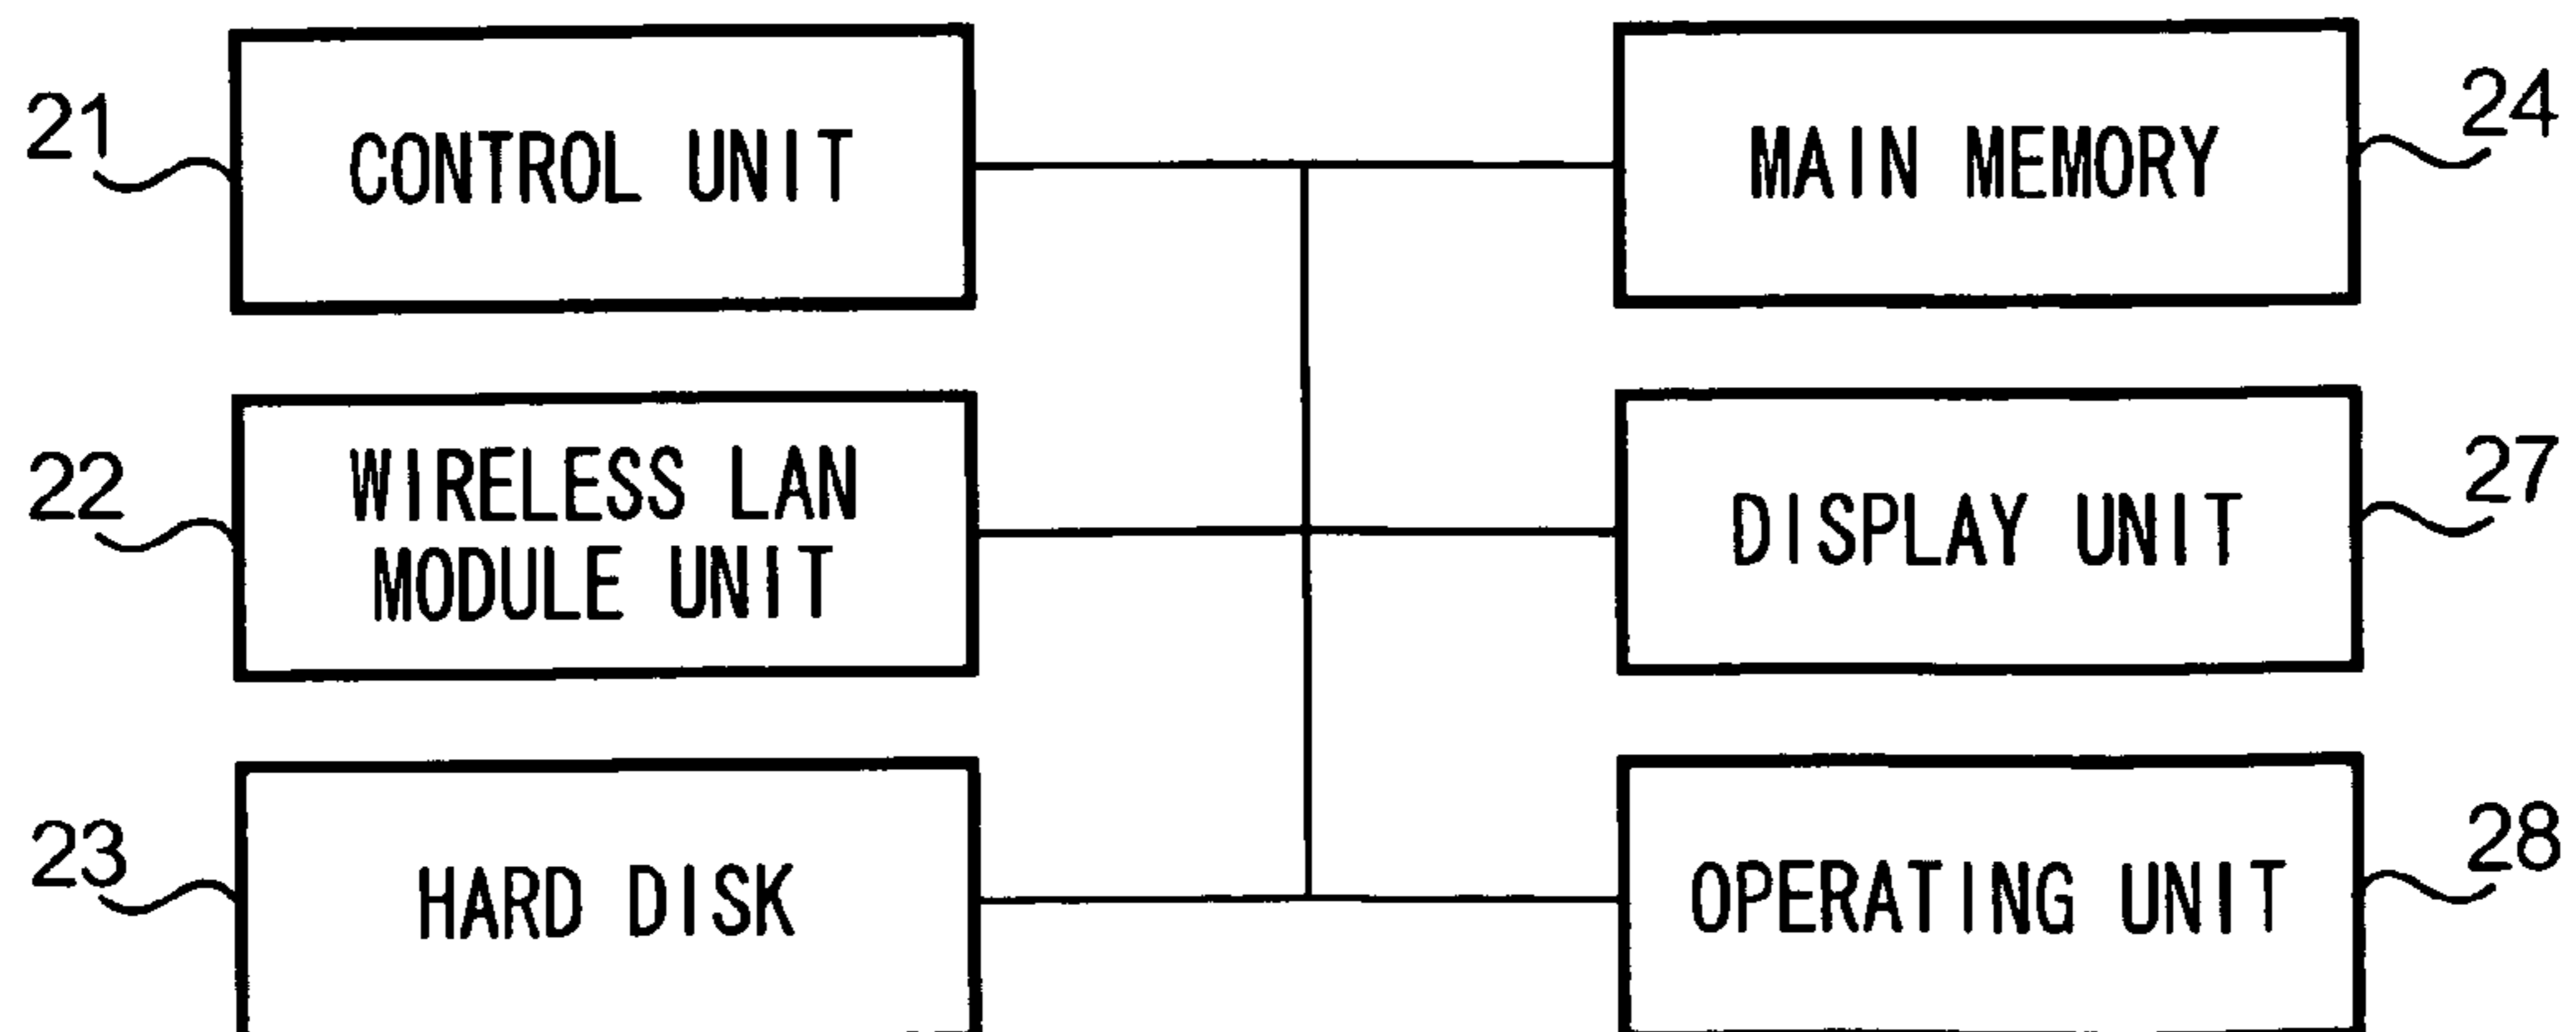 21
CONTROL UNIT
MAIN MEMORY
24
22
WIRELESS LAN
MODULE UNIT
DISPLAY UNIT
27
23
HARD DISK
OPERATING UNIT
28